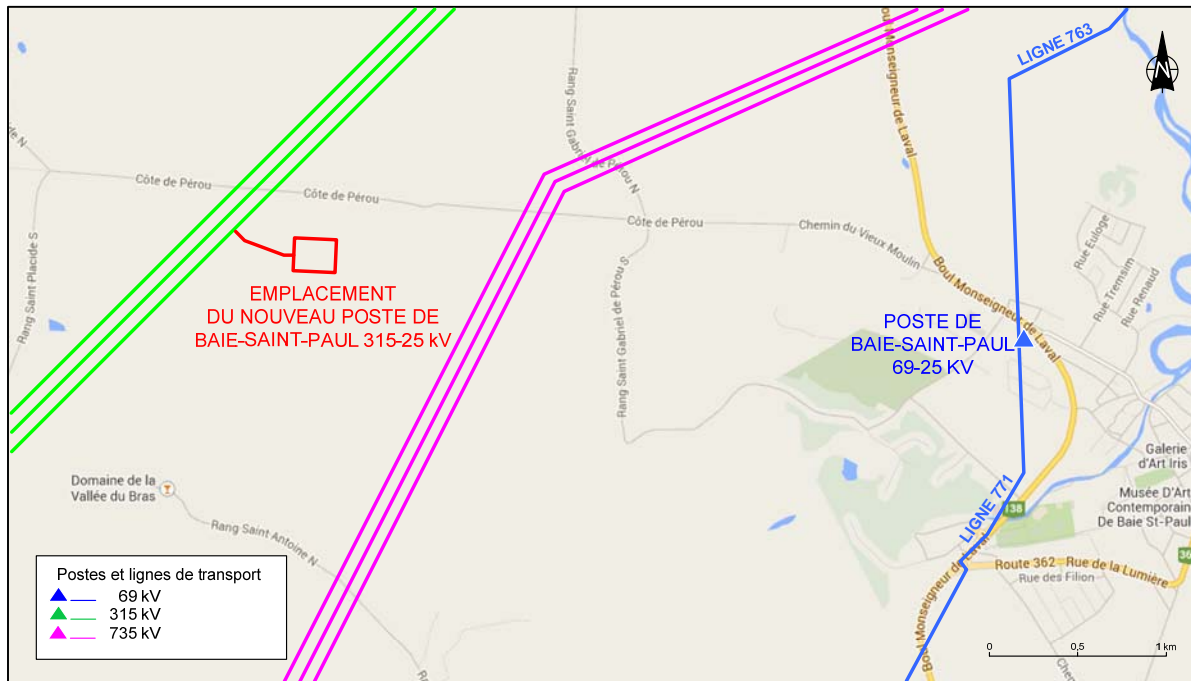 LIGNE 763
N
Boul Monseigneur de Laval
Rang Saint Gabriel de Pérou N
de N
Côte de Pérou
Côte de Pérou
Côte de Pérou
Chemin du Vieux Moulin
Rue Euloge
Rue Tremsim
Rue Renaud
Rang Saint Placide S
Boul Monseigneur de Laval
Rang Saint Gabriel de Pérou S
EMPLACEMENT
DU NOUVEAU POSTE DE
BAIE-SAINT-PAUL 315-25 kV
POSTE DE
BAIE-SAINT-PAUL
69-25 KV
Galerie
d'Art Iris
Domaine de la
Vallée du Bras
Musée D'Art
Contemporain
De Baie St-Paul
LIGNE 771
138
Rang Saint Antoine N
Boul Monseigneur de Laval
Route 362
Rue de la Lumière
36
Rue des Filion
Postes et lignes de transport
69 kV
315 kV
735 kV
Ra
Che
0
0,5
1 km